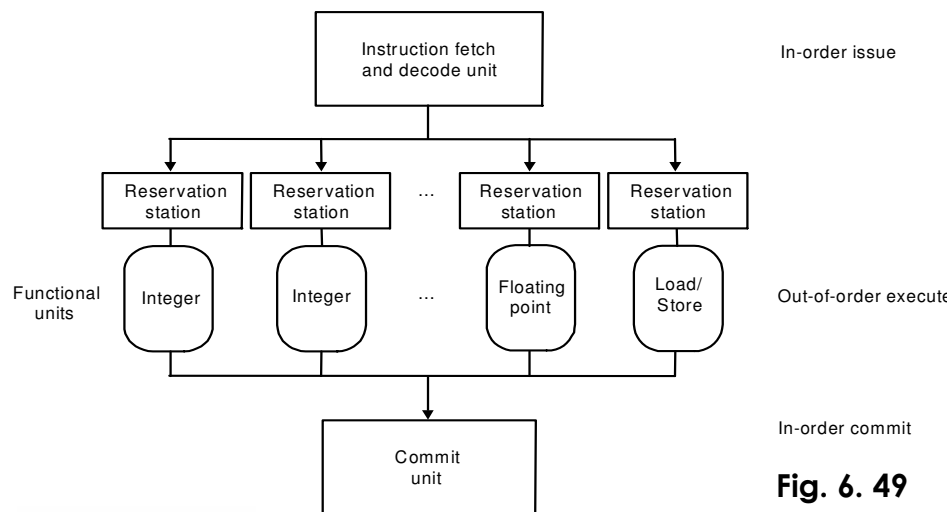 Instruction fetch
and decode unit
In-order issue
Reservation
station
Reservation
station
...
Reservation
station
Reservation
station
Functional
units
Integer
Integer
...
Floating
point
Load/
Store
Out-of-order execute
In-order commit
Commit
unit
Fig. 6. 49